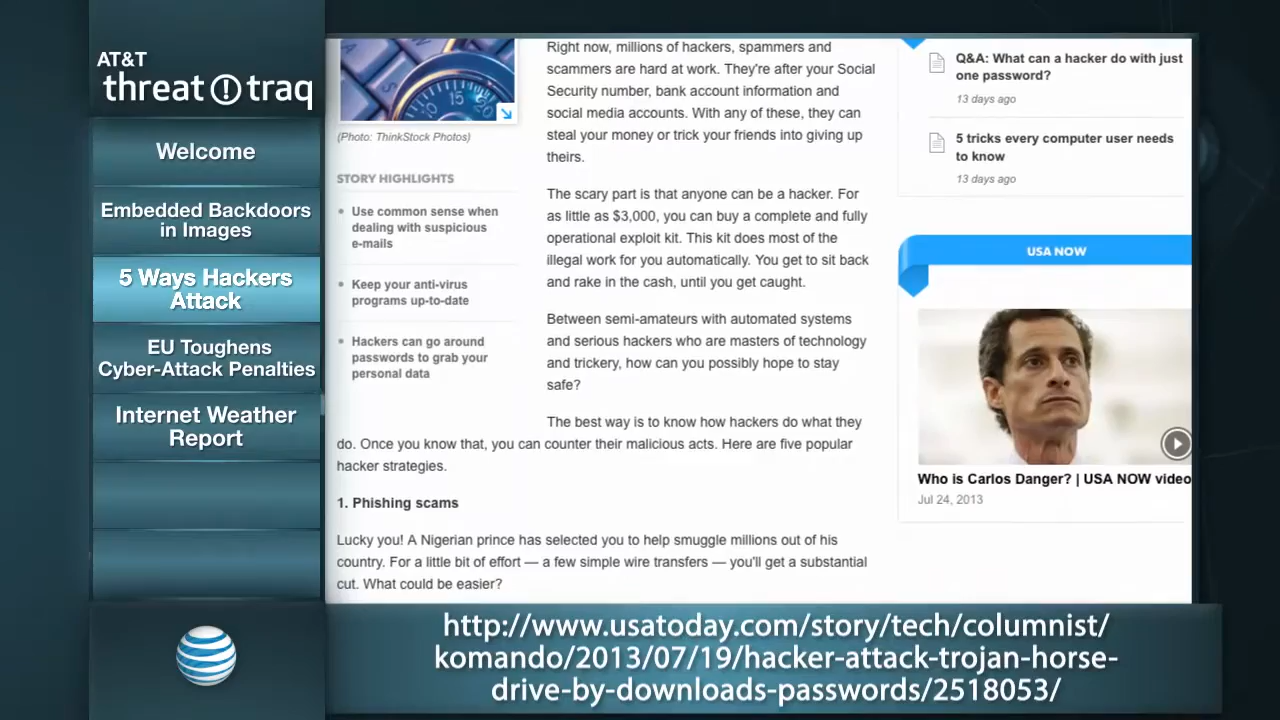 AT&T
threat traq
Welcome
Embedded Backdoors
in Images
5 Ways Hackers
Attack
EU Toughens
Cyber-Attack Penalties
Internet Weather
Report
15
20
(Photo: ThinkStock Photos)
STORY HIGHLIGHTS
Use common sense when
dealing with suspicious
e-mails
Keep your anti-virus
programs up-to-date
Hackers can go around
passwords to grab your
personal data
Right now, millions of hackers, spammers and
scammers are hard at work. They're after your Social
Security number, bank account information and
social media accounts. With any of these, they can
steal your money or trick your friends into giving up
theirs.
The scary part is that anyone can be a hacker. For
as little as $3,000, you can buy a complete and fully
operational exploit kit. This kit does most of the
illegal work for you automatically. You get to sit back
and rake in the cash, until you get caught.
Between semi-amateurs with automated systems
and serious hackers who are masters of technology
and trickery, how can you possibly hope to stay
safe?
The best way is to know how hackers do what they
do. Once you know that, you can counter their malicious acts. Here are five popular
hacker strategies.
1. Phishing scams
Lucky you! A Nigerian prince has selected you to help smuggle millions out of his
country. For a little bit of effort — a few simple wire transfers — you'll get a substantial
cut. What could be easier?
Q&A: What can a hacker do with just
one password?
13 days ago
5 tricks every computer user needs
to know
13 days ago
USA NOW
Who is Carlos Danger? | USA NOW video
Jul 24, 2013
http://www.usatoday.com/story/tech/columnist/
komando/2013/07/19/hacker-attack-trojan-horse-
drive-by-downloads-passwords/2518053/